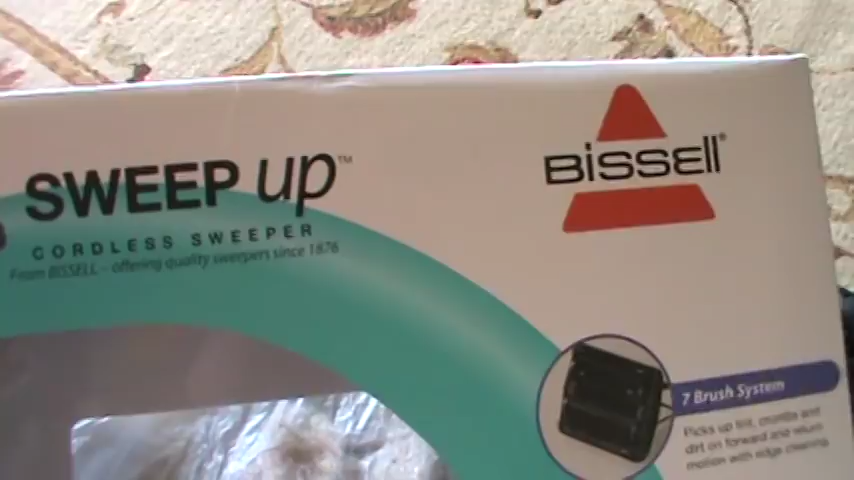 SWEEP up™
CORDLESS SWEEPER
From BISSELL – offering quality sweepers since 1876
BISSELL®
7 Brush System
Picks up lint, crumbs and
dirt on forward and return
motion with edge cleaning.